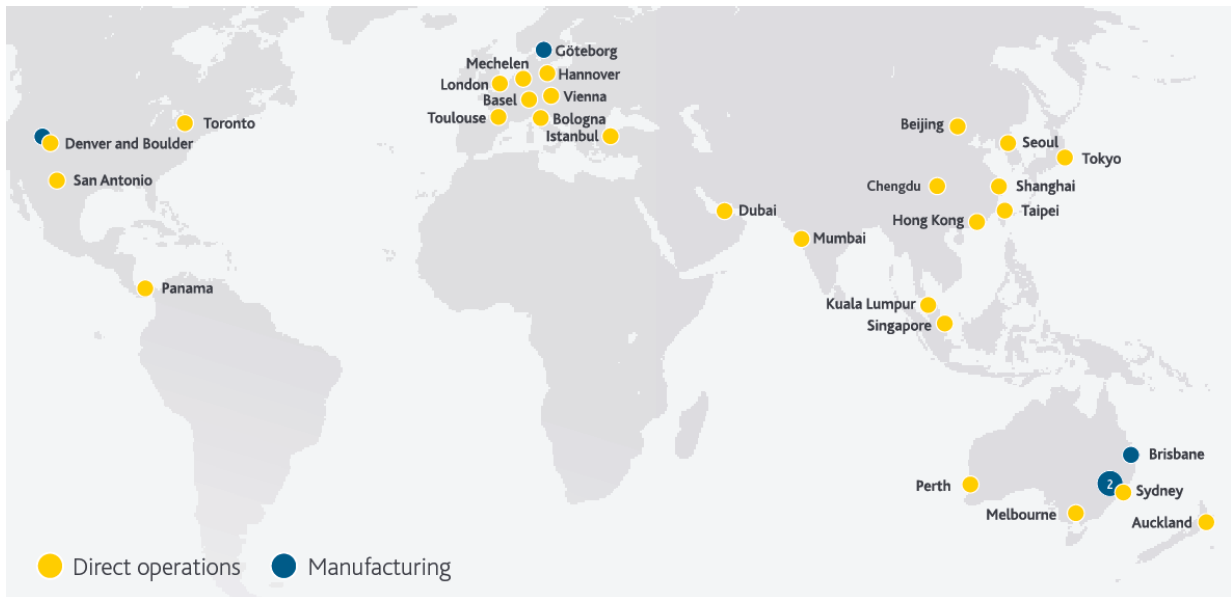 Göteborg
Mechelen
Hannover
London
Basel
Vienna
Toulouse
Bologna
Istanbul
Toronto
Denver and Boulder
San Antonio
Panama
Beijing
Seoul
Tokyo
Chengdu
Shanghai
Dubai
Hong Kong
Taipei
Mumbai
Kuala Lumpur
Singapore
Brisbane
Perth
2
Sydney
Melbourne
Auckland
Direct operations
Manufacturing